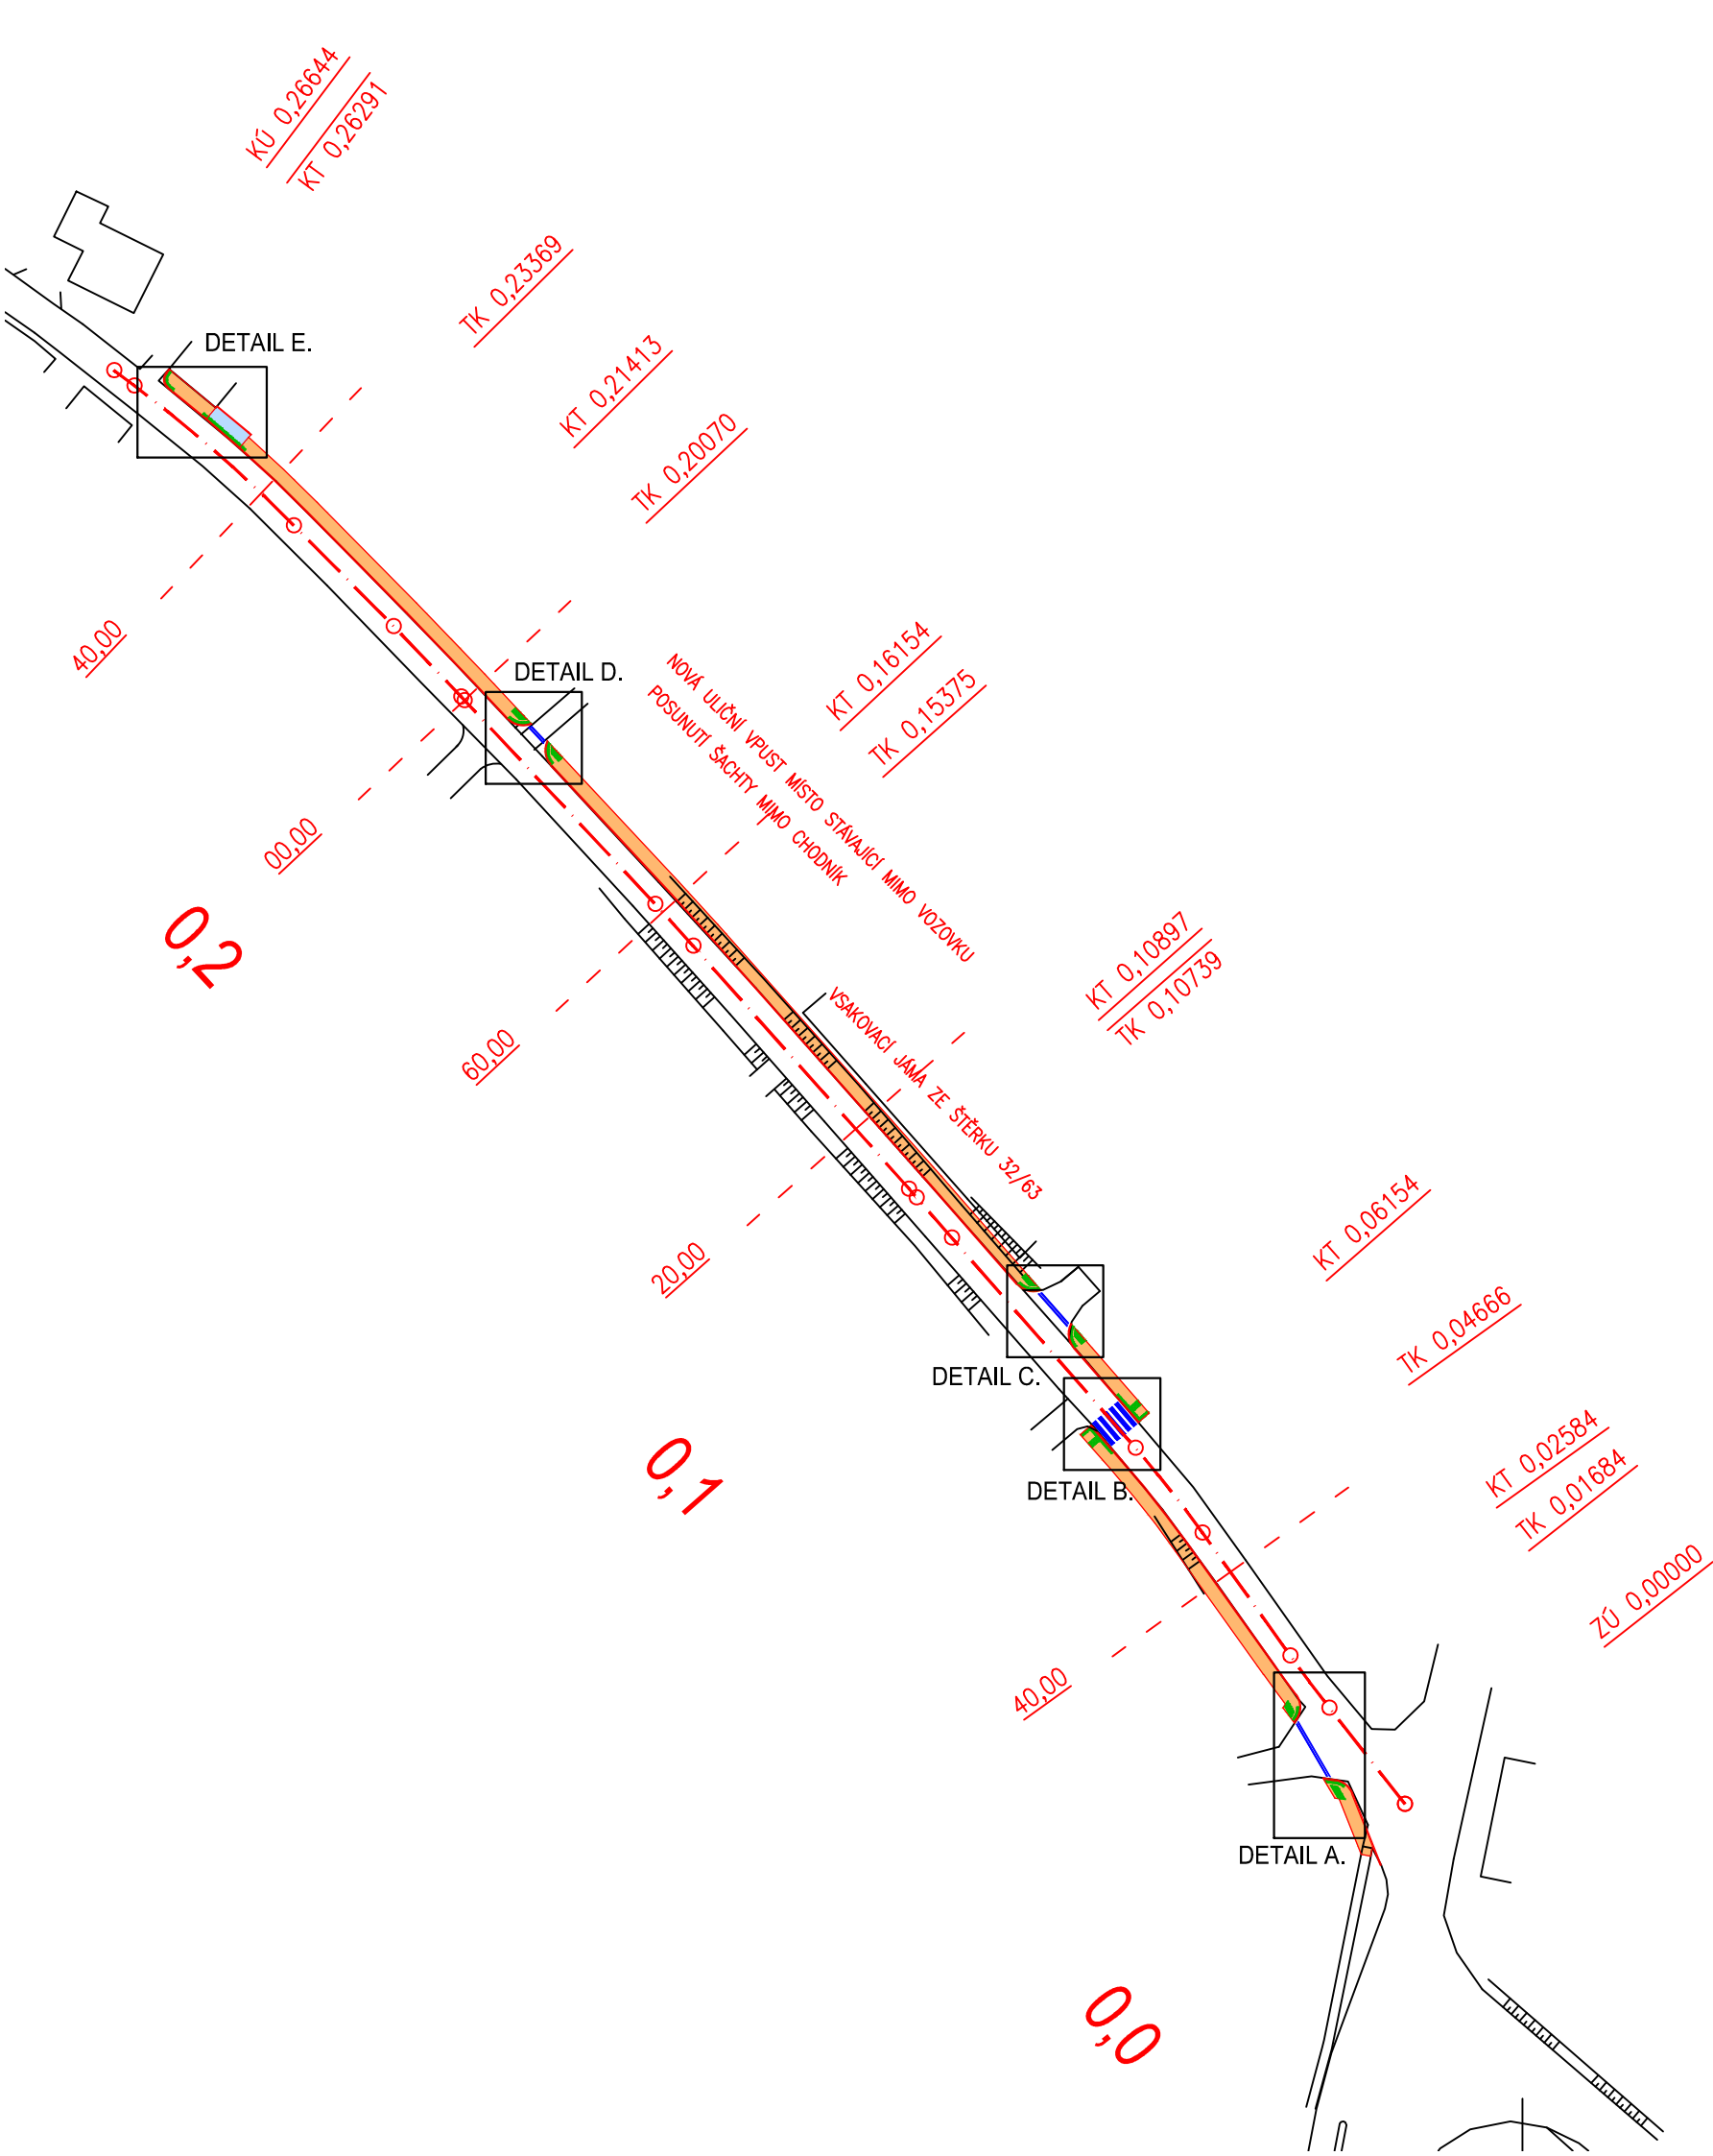 KÚ 0,26644
KT 0,26291
TK 0,23369
DETAIL E.
KT 0,21413
TK 0,20070
40,00
DETAIL D.
NOVÁ ULIČNÍ VPUST MÍSTO STÁVAJÍCÍ MIMO VOZOVKU
POSUNUTÍ ŠACHTY MIMO CHODNÍK
KT 0,16154
TK 0,15375
00,00
0,2
KT 0,10897
TK 0,10739
60,00
VSAKOVACÍ JÁMA ZE ŠTĚRKU 32/63
KT 0,06154
20,00
TK 0,04666
DETAIL C.
KT 0,02584
TK 0,01684
0,1
DETAIL B.
ZÚ 0,00000
40,00
DETAIL A.
0,0